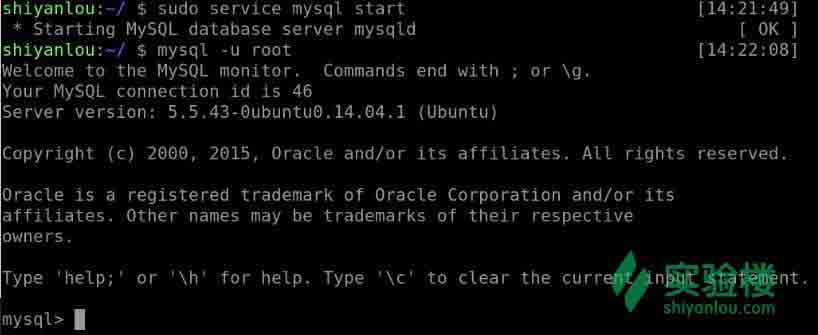 shiyanlou:~/ $ sudo service mysql start [14:21:49]
 * Starting MySQL database server mysqld [ OK ]
shiyanlou:~/ $ mysql -u root [14:22:08]
Welcome to the MySQL monitor.  Commands end with ; or \g.
Your MySQL connection id is 46
Server version: 5.5.43-0ubuntu0.14.04.1 (Ubuntu)
Copyright (c) 2000, 2015, Oracle and/or its affiliates. All rights reserved.
Oracle is a registered trademark of Oracle Corporation and/or its
affiliates. Other names may be trademarks of their respective
owners.
Type 'help;' or '\h' for help. Type '\c' to clear the current input statement.
mysql>
实验楼
shiyanlou.com